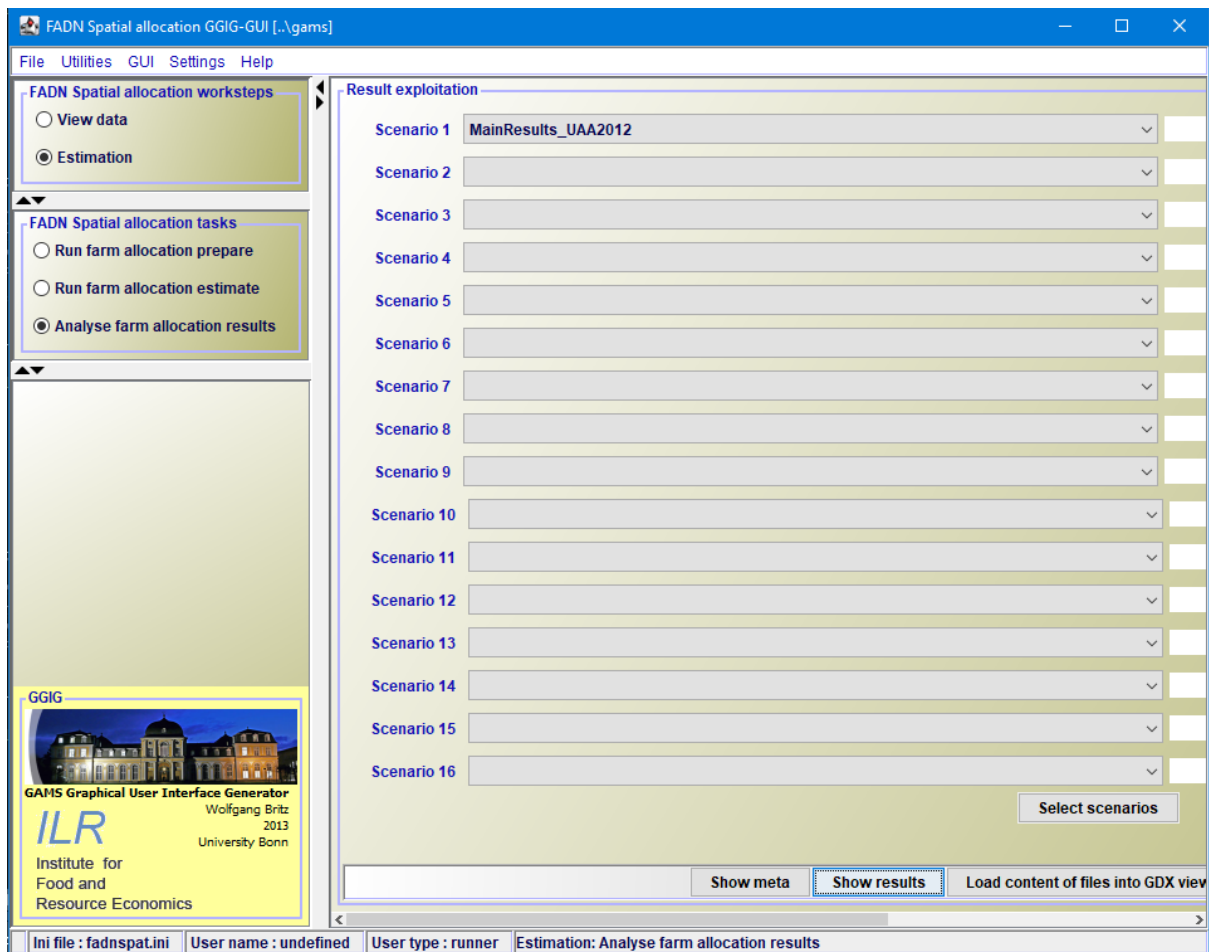 FADN Spatial allocation GGIG-GUI [..\gams]
File Utilities GUI Settings Help
FADN Spatial allocation worksteps
View data
Estimation
FADN Spatial allocation tasks
Run farm allocation prepare
Run farm allocation estimate
Analyse farm allocation results
GGIG
GAMS Graphical User Interface Generator
Wolfgang Britz
2013
University Bonn
ILR
Institute for
Food and
Resource Economics
Result exploitation
Scenario 1 MainResults_UAA2012
Scenario 2
Scenario 3
Scenario 4
Scenario 5
Scenario 6
Scenario 7
Scenario 8
Scenario 9
Scenario 10
Scenario 11
Scenario 12
Scenario 13
Scenario 14
Scenario 15
Scenario 16
Select scenarios
Show meta Show results Load content of files into GDX view
Ini file : fadnspat.ini User name : undefined User type : runner Estimation: Analyse farm allocation results